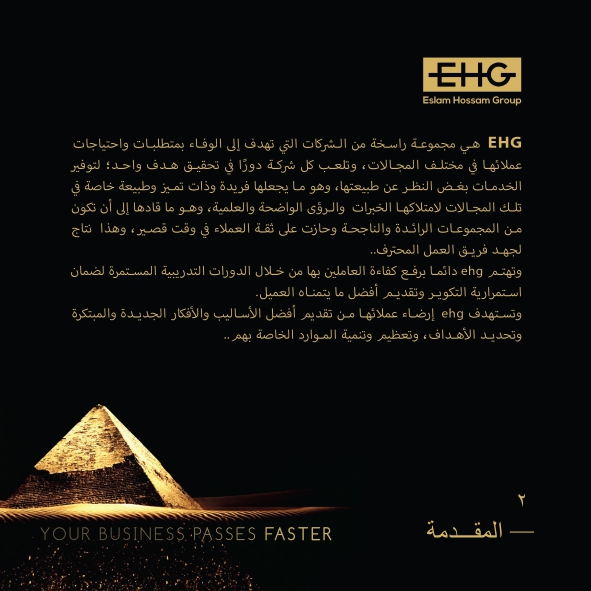 EHG
Eslam Hossam Group
EHG هي مجموعة راسخة من الشركات التي تهدف إلى الوفاء بمتطلبات واحتياجات
عملائها في مختلف المجالات، وتلعب كل شركة دورًا في تحقيق هدف واحد؛ لتوفير
الخدمات بغض النظر عن طبيعتها، وهو ما يجعلها فريدة وذات تميز وطبيعة خاصة في
تلك المجالات لامتلاكها الخبرات والرؤى الواضحة والعلمية، وهو ما قادها إلى أن تكون
من المجموعات الرائدة والناجحة وحازت على ثقة العملاء في وقت قصير، وهذا نتاج
لجهد فريق العمل المحترف..
وتهتم ehg دائما برفع كفاءة العاملين بها من خلال الدورات التدريبية المستمرة لضمان
استمرارية التكوير وتقديم أفضل ما يتمناه العميل.
وتستهدف ehg إرضاء عملائها من تقديم أفضل الأساليب والأفكار الجديدة والمبتكرة
وتحديد الأهداف، وتعظيم وتنمية الموارد الخاصة بهم..
٢
المقدمة
YOUR BUSINESS PASSES FASTER